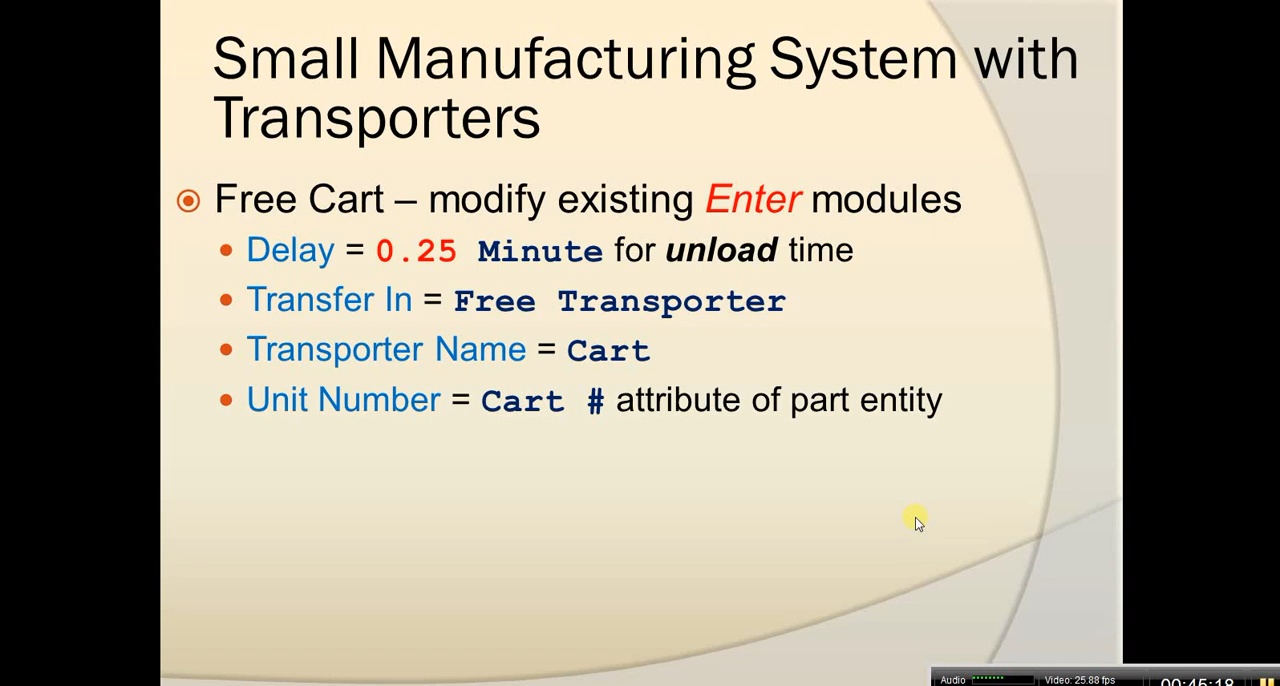 Small Manufacturing System with
Transporters
Free Cart – modify existing Enter modules
Delay = 0.25 Minute for unload time
Transfer In = Free Transporter
Transporter Name = Cart
Unit Number = Cart # attribute of part entity
Audio Video: 25.88 fps 00:45:18